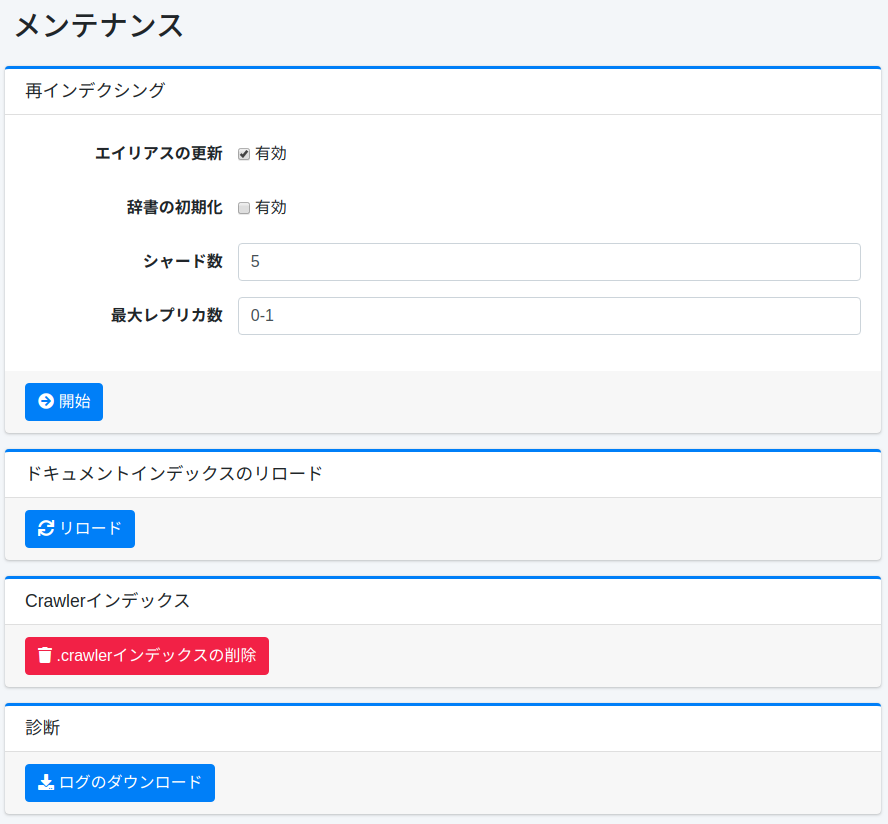 メンテナンス
再インデクシング
エイリアスの更新 有効
辞書の初期化 有効
シャード数 5
最大レプリカ数 0-1
開始
ドキュメントインデックスのリロード
リロード
Crawlerインデックス
.crawlerインデックスの削除
診断
ログのダウンロード